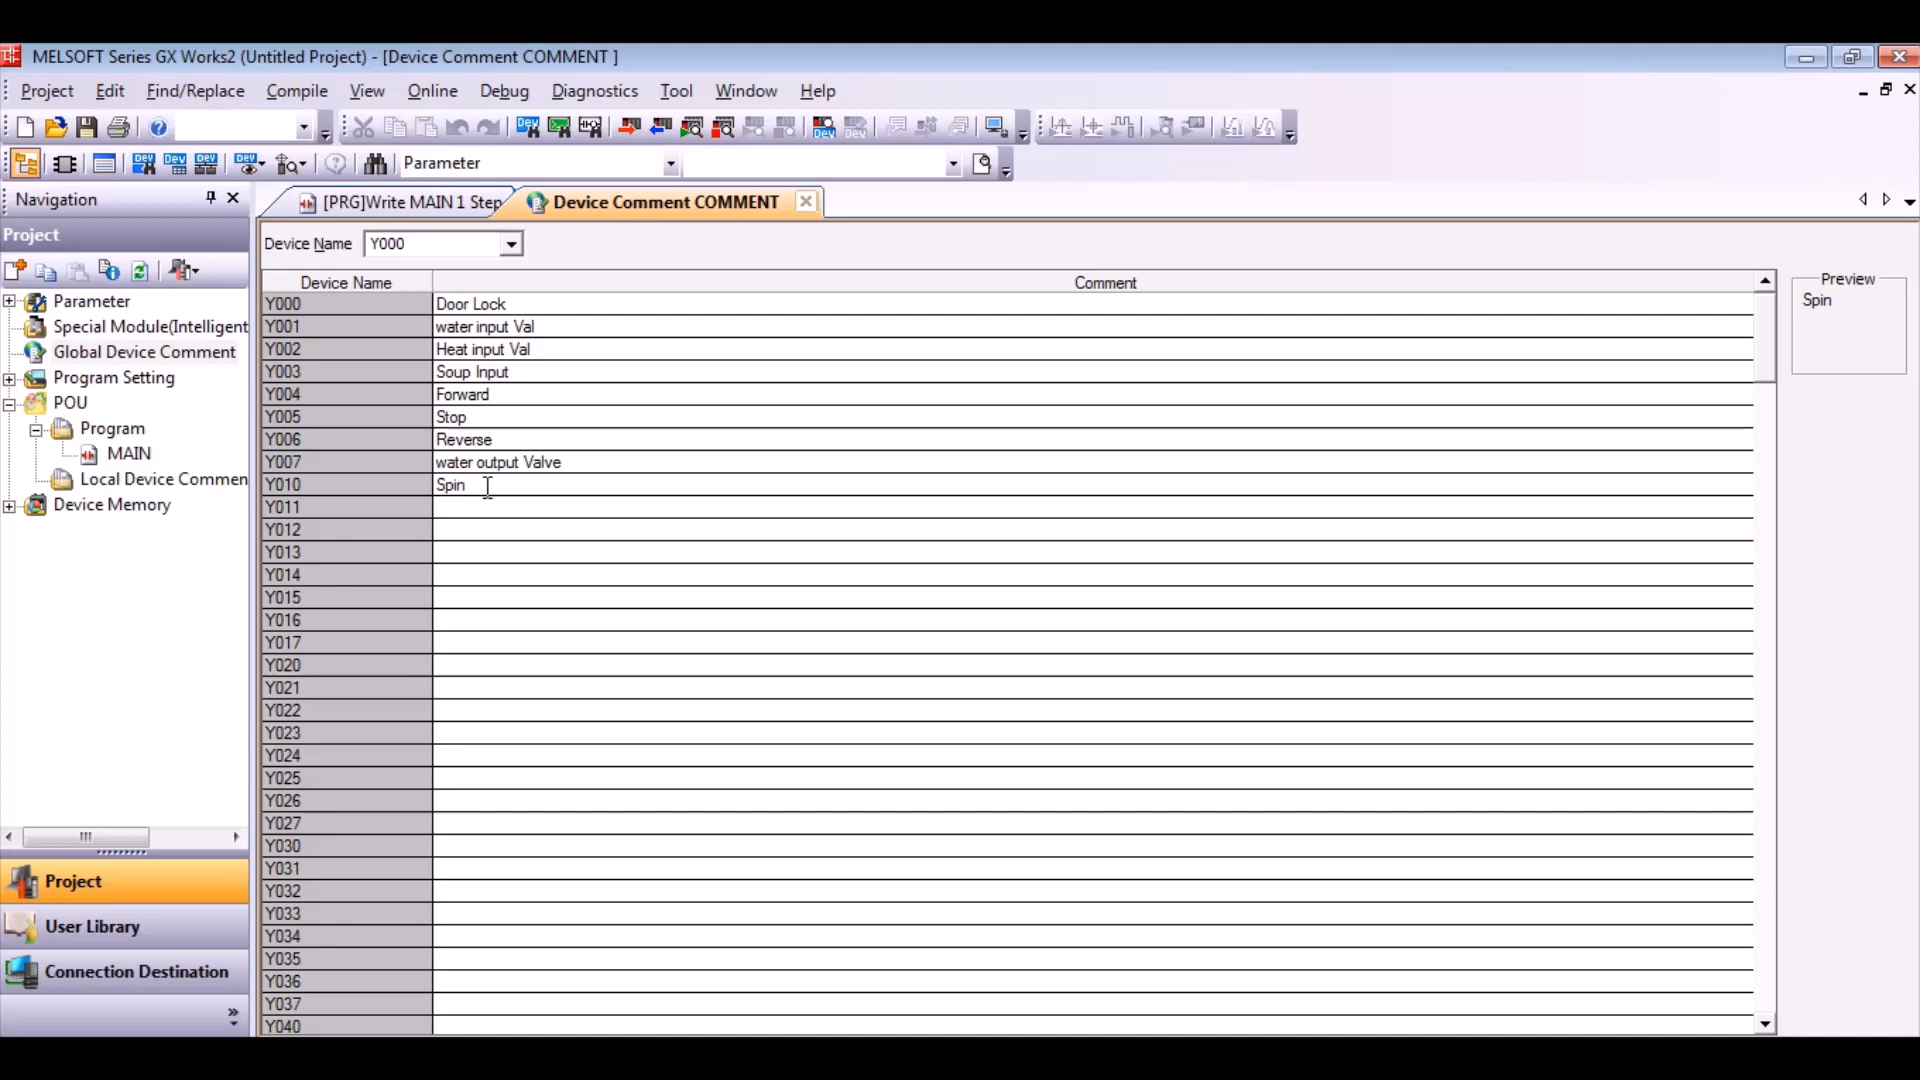 MELSOFT Series GX Works2 (Untitled Project) - [Device Comment COMMENT ]
Project Edit Find/Replace Compile View Online Debug Diagnostics Tool Window Help
Parameter
Navigation
Project
Parameter
Special Module(Intelligent
Global Device Comment
Program Setting
POU
Program
MAIN
Local Device Commen
Device Memory
Project
User Library
Connection Destination
[PRG]Write MAIN 1 Step
Device Comment COMMENT
Device Name Y000
Device Name Comment
Y000 Door Lock
Y001 water input Val
Y002 Heat input Val
Y003 Soup Input
Y004 Forward
Y005 Stop
Y006 Reverse
Y007 water output Valve
Y010 Spin
Y011
Y012
Y013
Y014
Y015
Y016
Y017
Y020
Y021
Y022
Y023
Y024
Y025
Y026
Y027
Y030
Y031
Y032
Y033
Y034
Y035
Y036
Y037
Y040
Preview
Spin